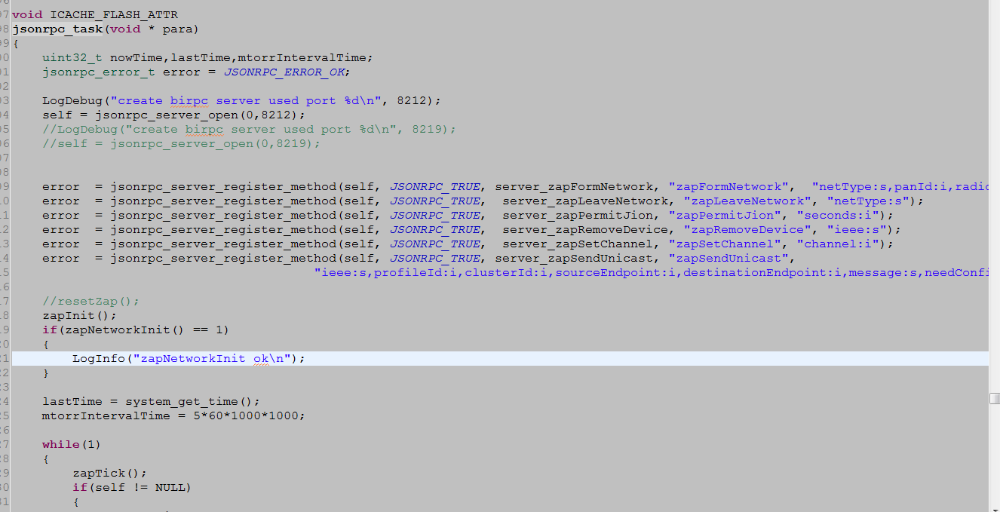 void ICACHE_FLASH_ATTR
jsonrpc_task(void * para)
{
    uint32_t nowTime,lastTime,mtorrIntervalTime;
    jsonrpc_error_t error = JSONRPC_ERROR_OK;
    LogDebug("create birpc server used port %d\n", 8212);
    self = jsonrpc_server_open(0,8212);
    //LogDebug("create birpc server used port %d\n", 8219);
    //self = jsonrpc_server_open(0,8219);
    error  = jsonrpc_server_register_method(self, JSONRPC_TRUE, server_zapFormNetwork, "zapFormNetwork",  "netType:s,panId:i,radio
    error  = jsonrpc_server_register_method(self, JSONRPC_TRUE,  server_zapLeaveNetwork, "zapLeaveNetwork", "netType:s");
    error  = jsonrpc_server_register_method(self, JSONRPC_TRUE,  server_zapPermitJion, "zapPermitJion", "seconds:i");
    error  = jsonrpc_server_register_method(self, JSONRPC_TRUE,  server_zapRemoveDevice, "zapRemoveDevice", "ieee:s");
    error  = jsonrpc_server_register_method(self, JSONRPC_TRUE,  server_zapSetChannel, "zapSetChannel", "channel:i");
    error  = jsonrpc_server_register_method(self, JSONRPC_TRUE, server_zapSendUnicast, "zapSendUnicast",
                                        "ieee:s,profileId:i,clusterId:i,sourceEndpoint:i,destinationEndpoint:i,message:s,needConfi
    //resetZap();
    zapInit();
    if(zapNetworkInit() == 1)
    {
        LogInfo("zapNetworkInit ok\n");
    }
    lastTime = system_get_time();
    mtorrIntervalTime = 5*60*1000*1000;
    while(1)
    {
        zapTick();
        if(self != NULL)
        {